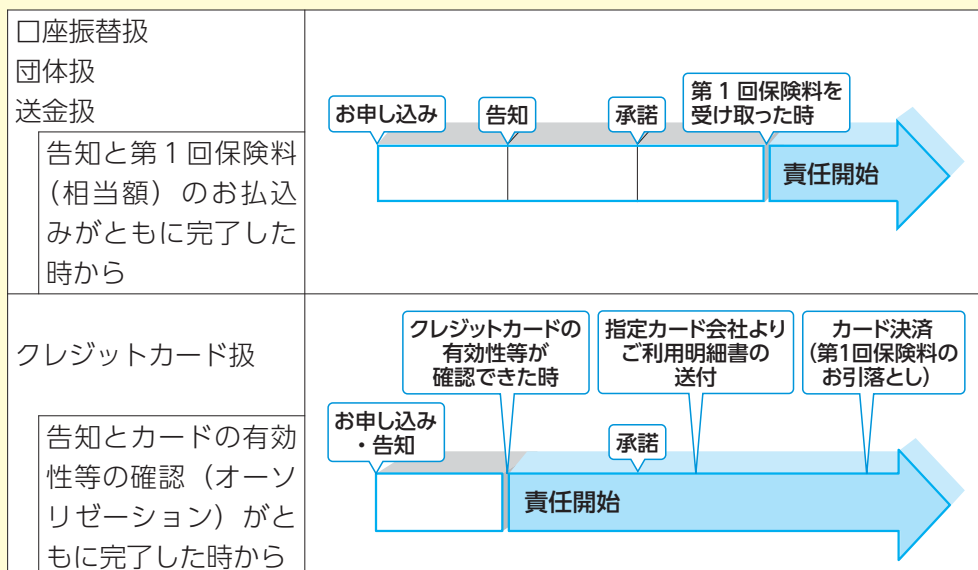 口座振替扱
団体扱
送金扱
告知と第1回保険料
（相当額）のお払込
みがともに完了した
時から
お申し込み
告知
承諾
第1回保険料を
受け取った時
責任開始
クレジットカード扱
告知とカードの有効
性等の確認（オーソ
リゼーション）がと
もに完了した時から
お申し込み
・告知
クレジットカードの
有効性等が
確認できた時
承諾
指定カード会社より
ご利用明細書の
送付
カード決済
（第1回保険料の
お引落とし）
責任開始